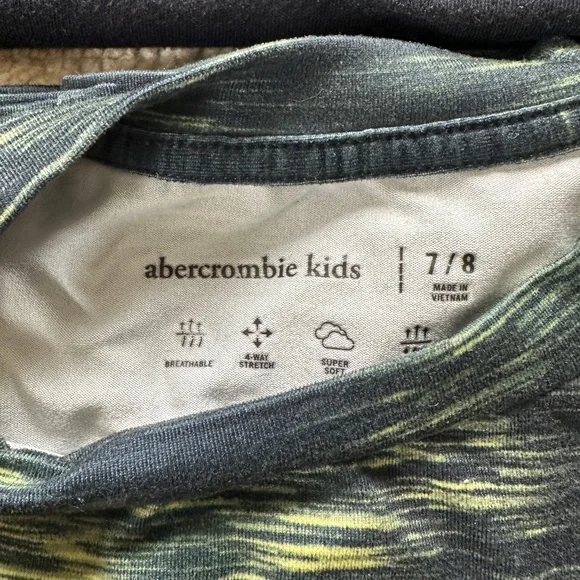 abercrombie kids
7/8
MADE IN
VIETNAM
BREATHABLE
4-WAY
STRETCH
SUPER
SOFT